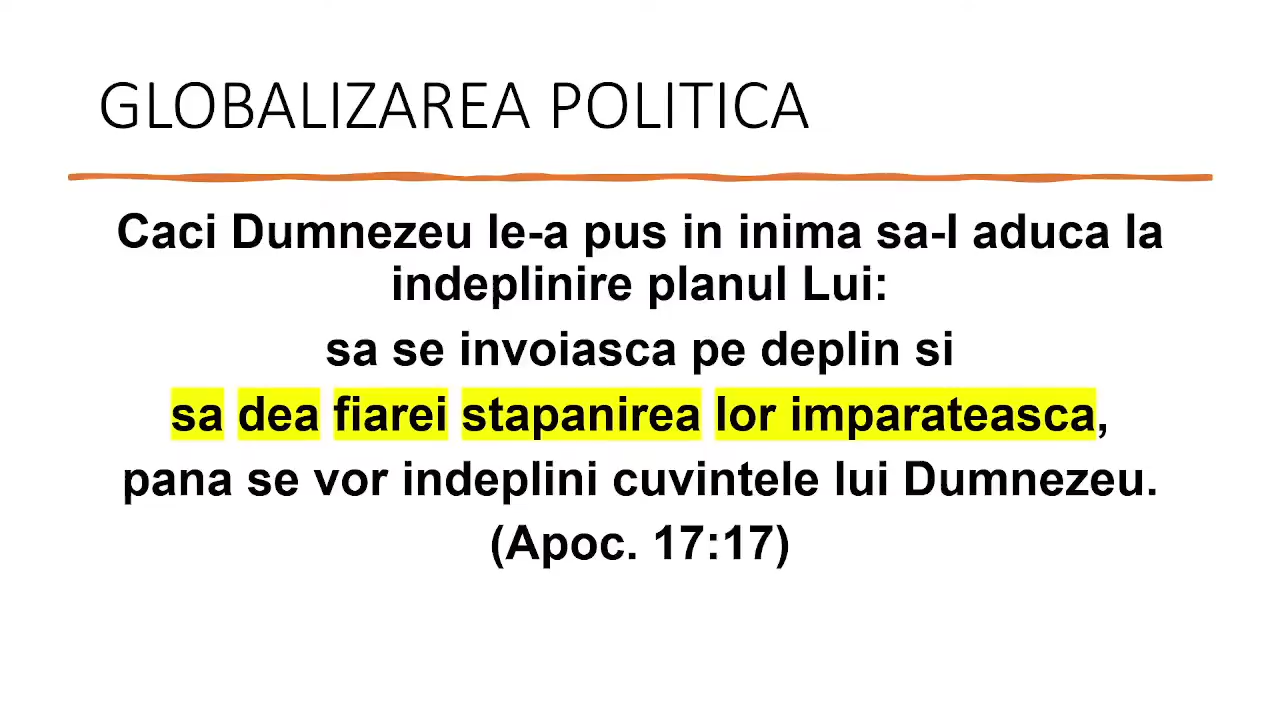 GLOBALIZAREA POLITICA
Caci Dumnezeu le-a pus in inima sa-l aduca la
indeplinire planul Lui:
sa se invoiasca pe deplin si
sa dea fiarei stapanirea lor imparateasca,
pana se vor indeplini cuvintele lui Dumnezeu.
(Apoc. 17:17)